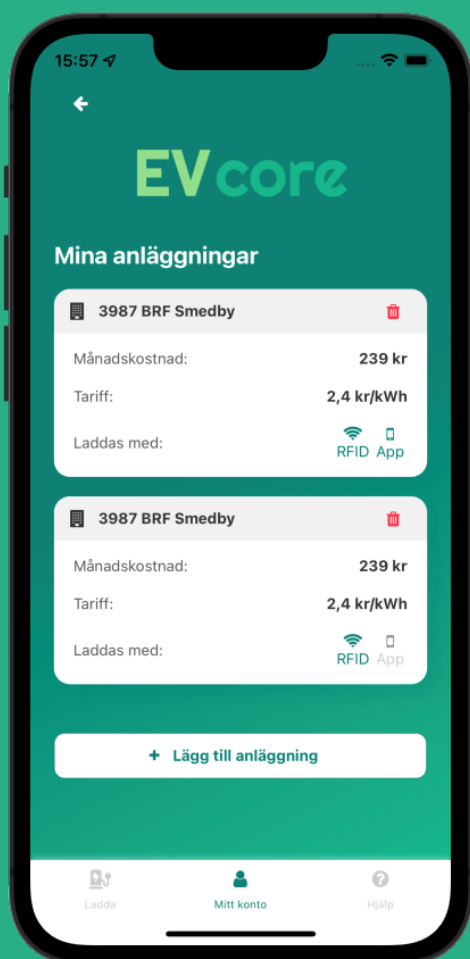 15:57
EVcore
Mina anläggningar
3987 BRF Smedby
Månadskostnad: 239 kr
Tariff: 2,4 kr/kWh
Laddas med: RFID App
3987 BRF Smedby
Månadskostnad: 239 kr
Tariff: 2,4 kr/kWh
Laddas med: RFID App
+ Lägg till anläggning
Ladda Mitt konto Hjälp